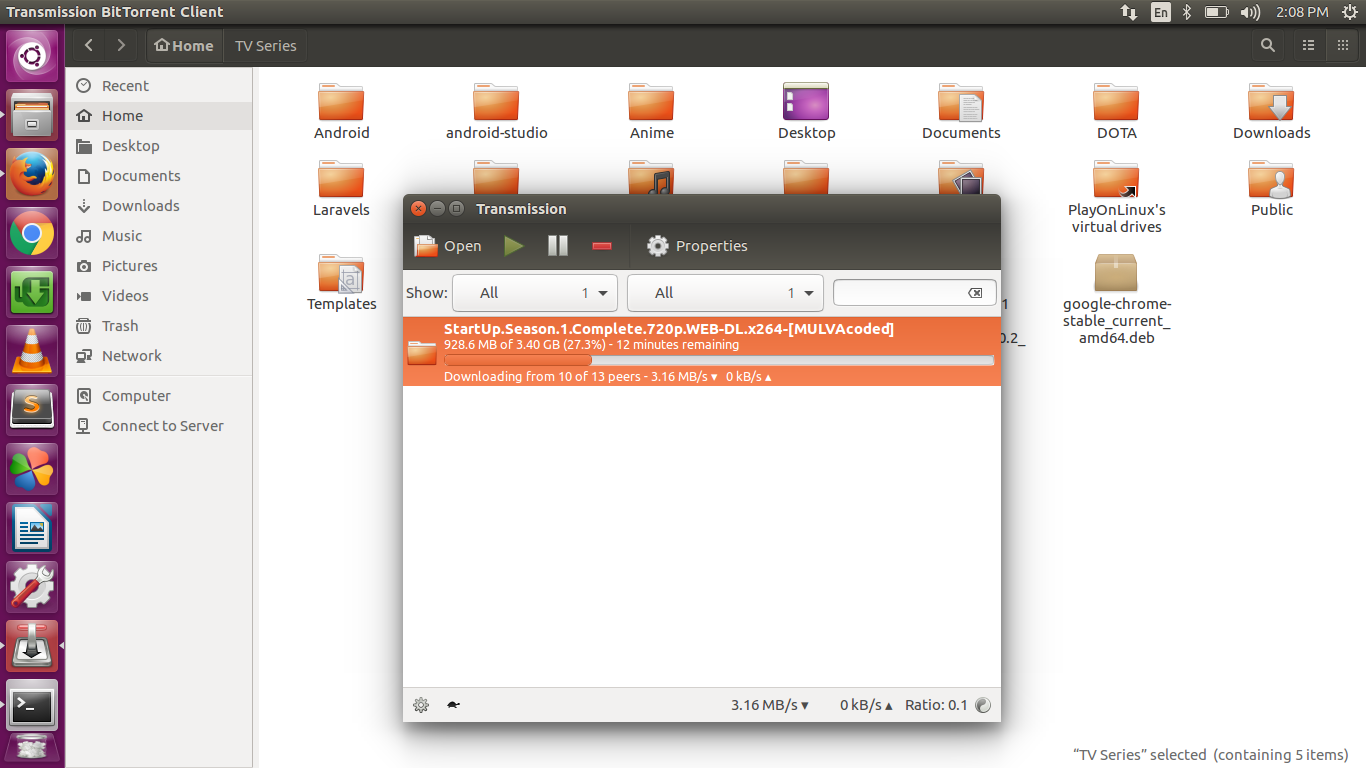 Transmission BitTorrent Client
En
2:08 PM
Home
TV Series
Recent
Home
Desktop
Documents
Downloads
Music
Pictures
Videos
Trash
Network
Computer
Connect to Server
Android
android-studio
Anime
Desktop
Documents
DOTA
Downloads
Laravels
PlayOnLinux's
virtual drives
Public
Templates
google-chrome-
stable_current_
amd64.deb
1
0.2_
Transmission
Open
Properties
Show:
All 1
All 1
StartUp.Season.1.Complete.720p.WEB-DL.x264-[MULVAcoded]
928.6 MB of 3.40 GB (27.3%) - 12 minutes remaining
Downloading from 10 of 13 peers - 3.16 MB/s ▾ 0 kB/s ▴
3.16 MB/s ▾ 0 kB/s ▴ Ratio: 0.1
“TV Series” selected (containing 5 items)